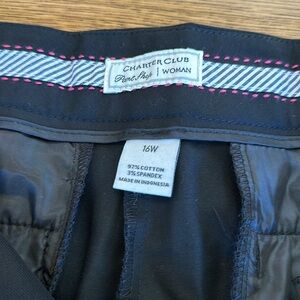 CHARTER CLUB
Pant Shop | WOMAN
16W
97% COTTON
3% SPANDEX
MADE IN INDONESIA